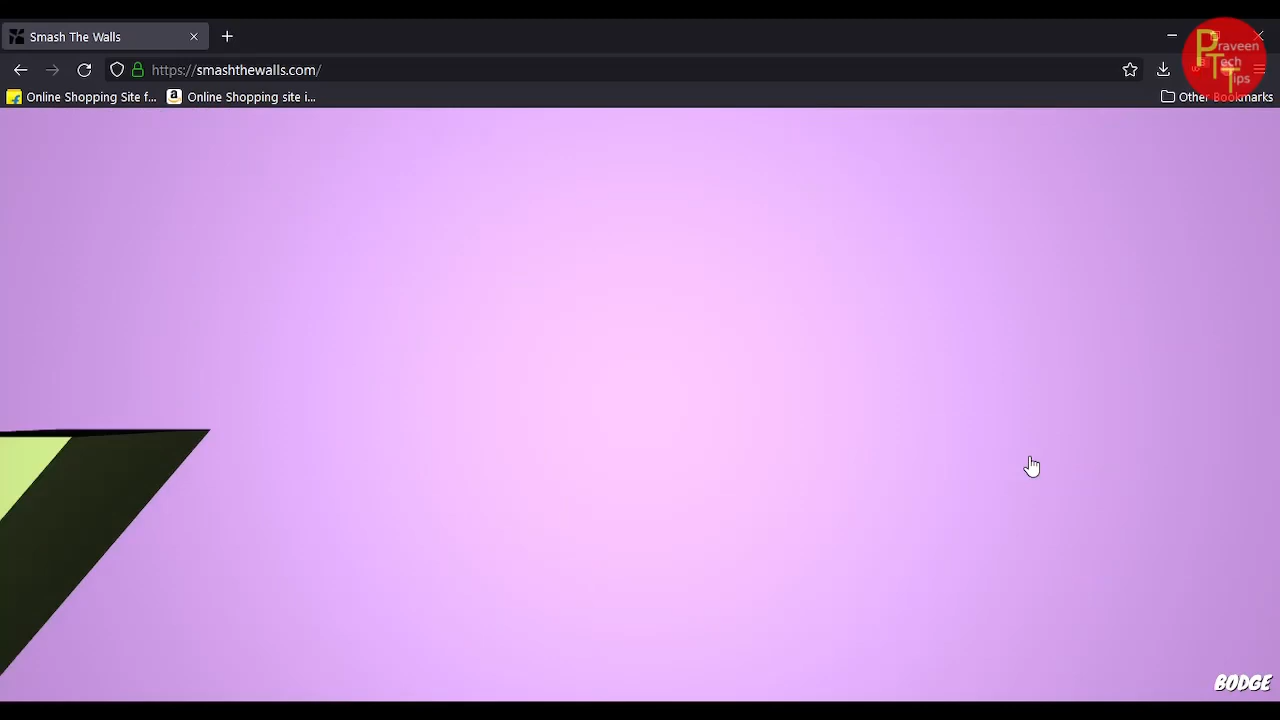 Smash The Walls
https://smashthewalls.com/
Online Shopping Site f...
Online Shopping site i...
Other Bookmarks
Praveen
Tech
Tips
BODGE